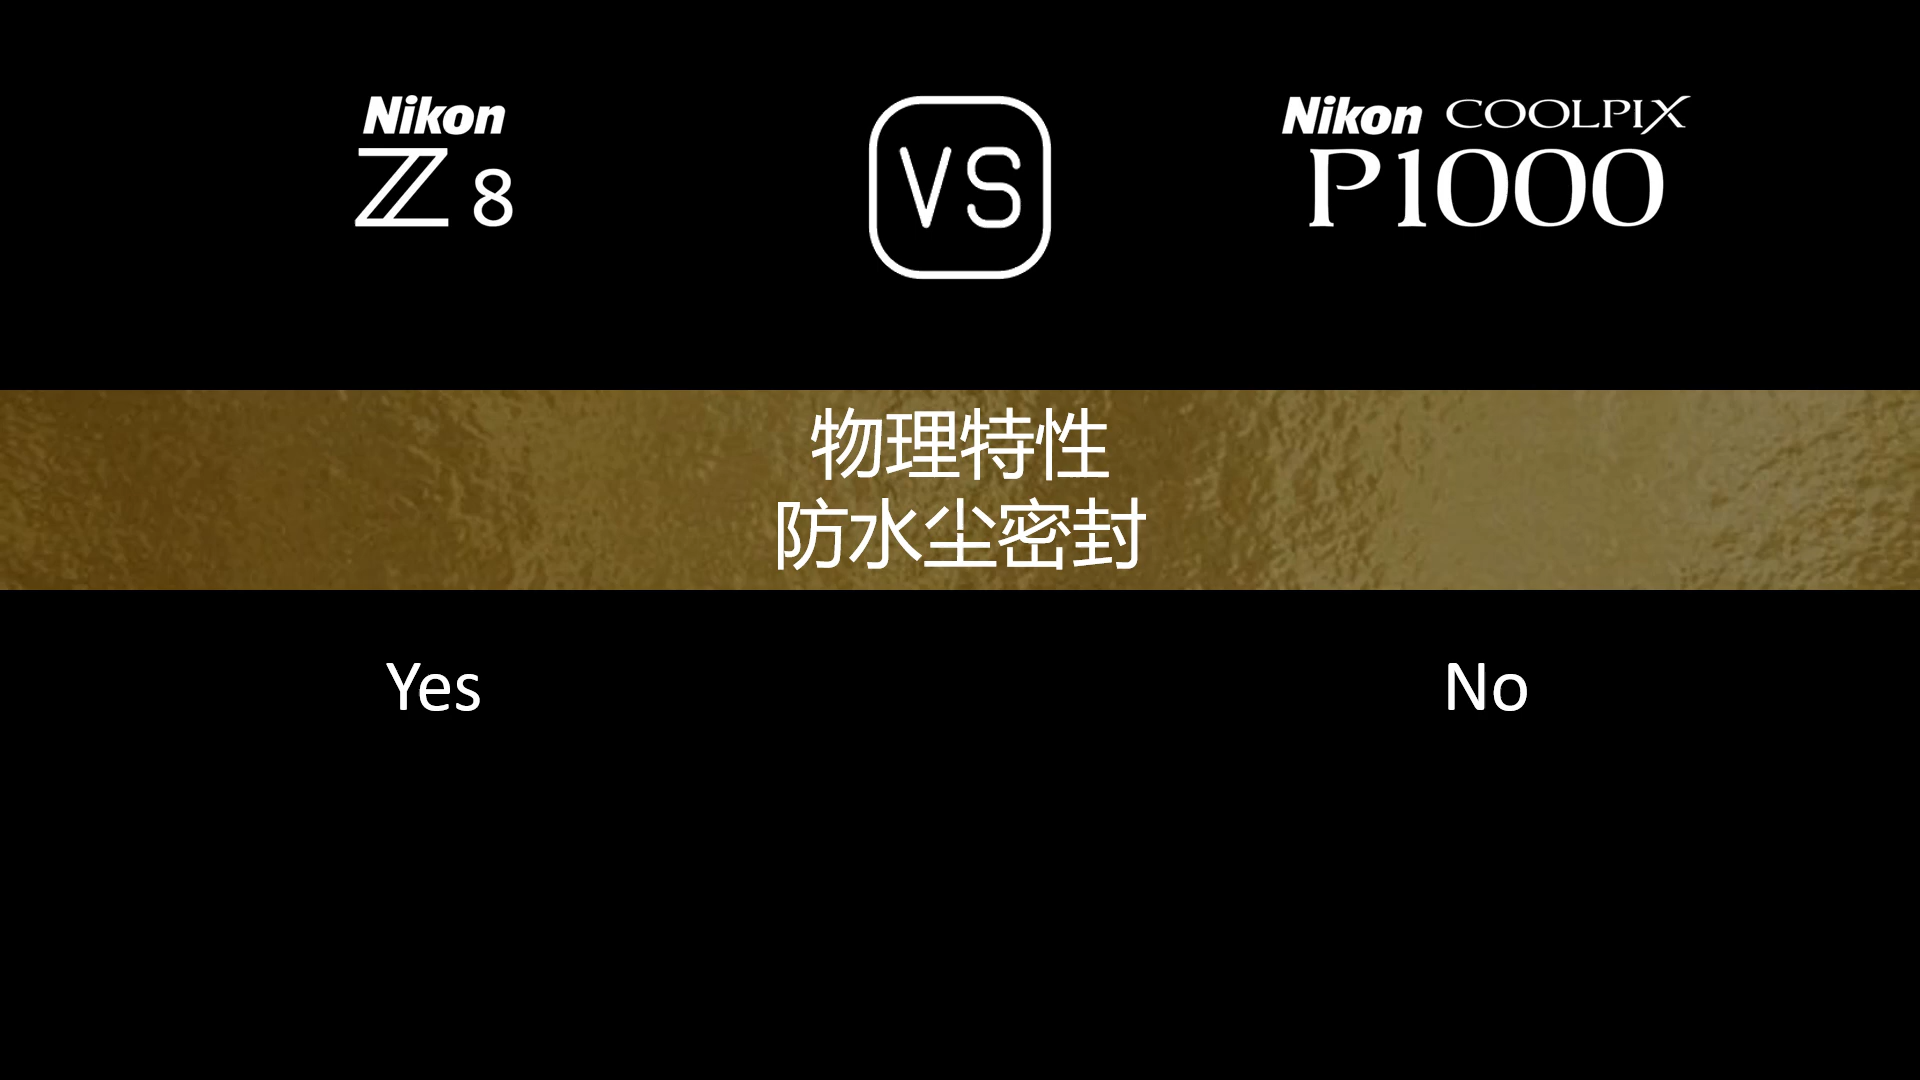 Nikon
Z 8
VS
Nikon COOLPIX
P1000
物理特性
防水尘密封
Yes
No